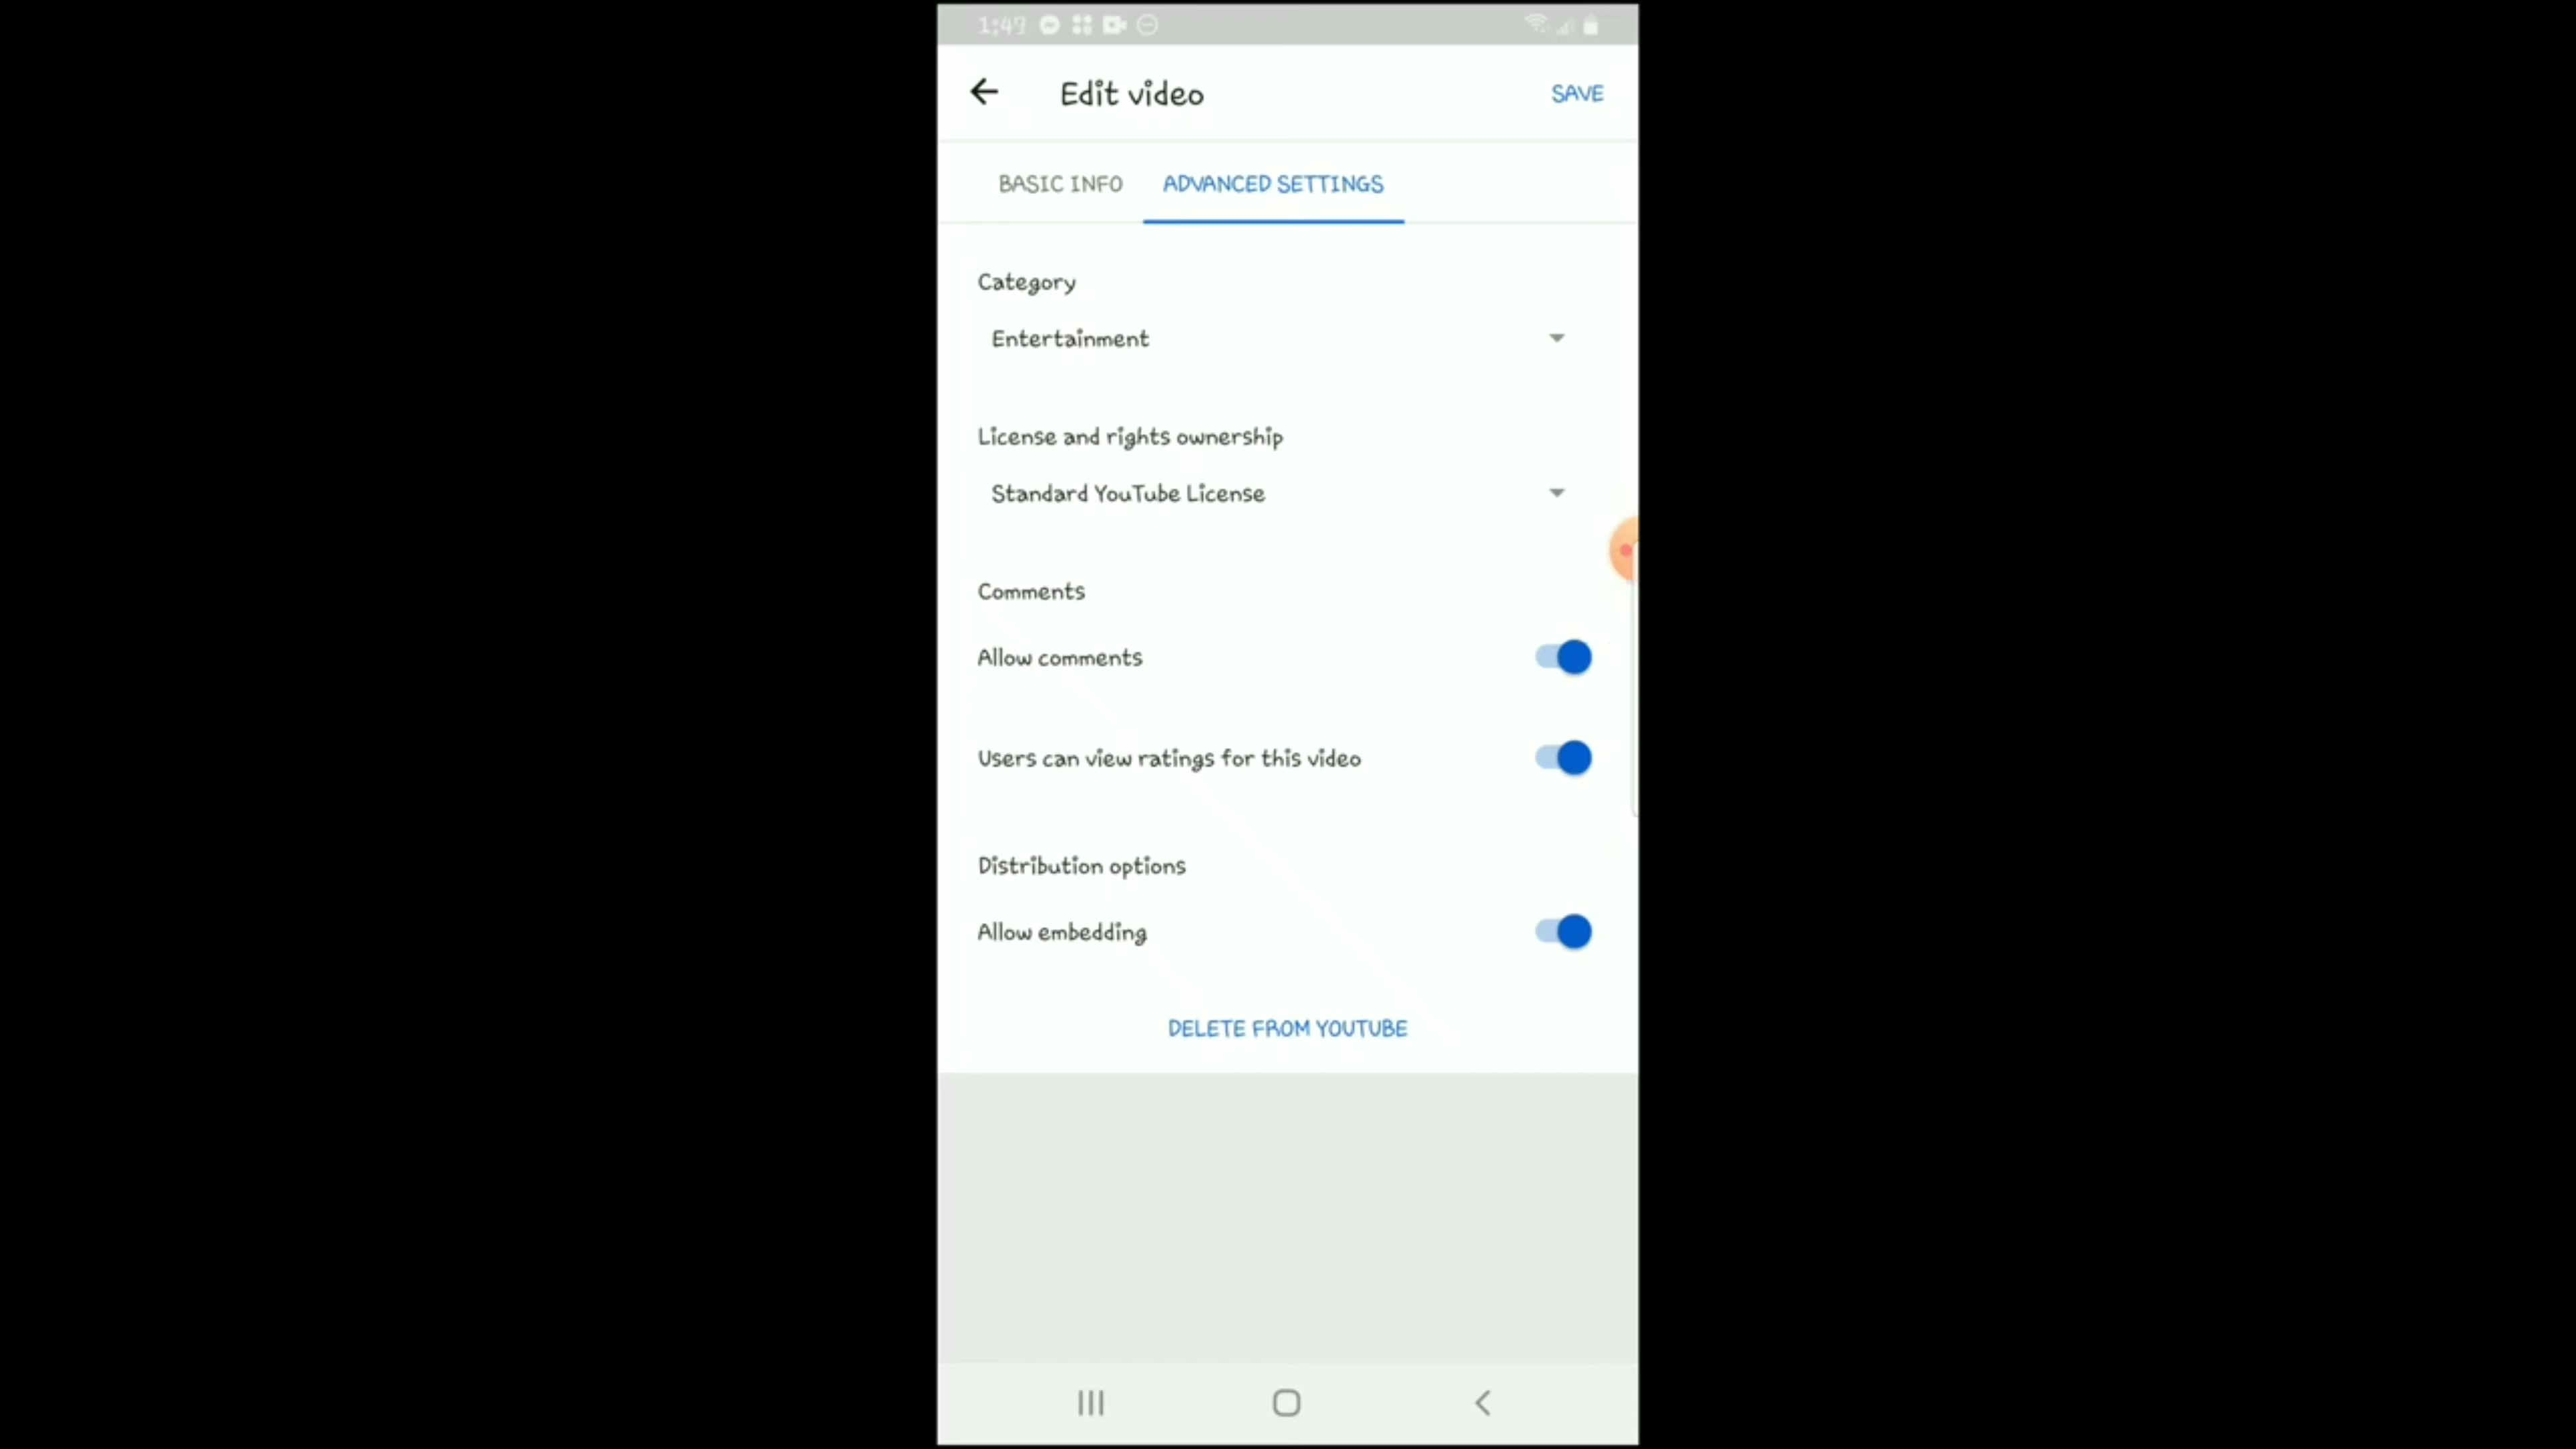 1:47
Edit video
SAVE
BASIC INFO
ADVANCED SETTINGS
Category
Entertainment
License and rights ownership
Standard YouTube License
Comments
Allow comments
Users can view ratings for this video
Distribution options
Allow embedding
DELETE FROM YOUTUBE